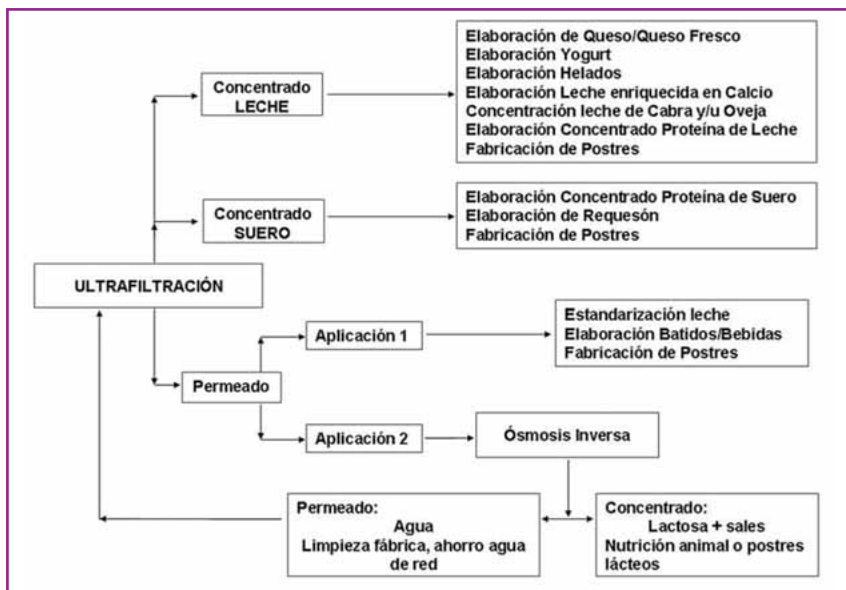 Concentrado
LECHE
Elaboración de Queso/Queso Fresco
Elaboración Yogurt
Elaboración Helados
Elaboración Leche enriquecida en Calcio
Concentración leche de Cabra y/u Oveja
Elaboración Concentrado Proteína de Leche
Fabricación de Postres
Concentrado
SUERO
Elaboración Concentrado Proteína de Suero
Elaboración de Requesón
Fabricación de Postres
ULTRAFILTRACIÓN
Permeado
Aplicación 1
Estandarización leche
Elaboración Batidos/Bebidas
Fabricación de Postres
Aplicación 2
Ósmosis Inversa
Permeado:
Agua
Limpieza fábrica, ahorro agua
de red
Concentrado:
Lactosa + sales
Nutrición animal o postres
lácteos